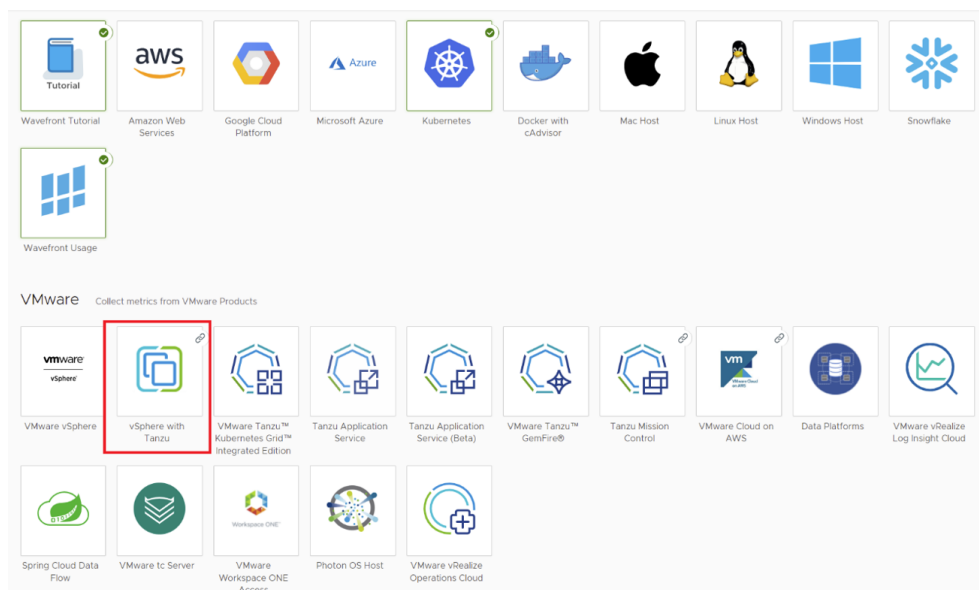 Tutorial
aws
Azure
Wavefront Tutorial
Amazon Web
Services
Google Cloud
Platform
Microsoft Azure
Kubernetes
Docker with
cAdvisor
Mac Host
Linux Host
Windows Host
Snowflake
Wavefront Usage
VMware
Collect metrics from VMware Products
vmware
vSphere
vm
VMware Cloud
on AWS
VMware vSphere
vSphere with
Tanzu
VMware Tanzu™
Kubernetes Grid™
Integrated Edition
Tanzu Application
Service
Tanzu Application
Service (Beta)
VMware Tanzu™
GemFire®
Tanzu Mission
Control
VMware Cloud on
AWS
Data Platforms
VMware vRealize
Log Insight Cloud
Workspace ONE
Spring Cloud Data
Flow
VMware tc Server
VMware
Workspace ONE
Access
Photon OS Host
VMware vRealize
Operations Cloud